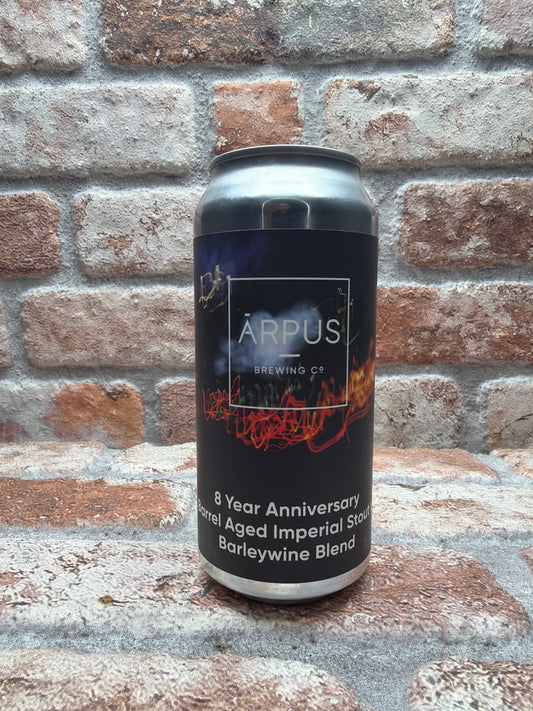 ĀRPUS
BREWING Cº
8 Year Anniversary
Barrel Aged Imperial Stout
Barleywine Blend